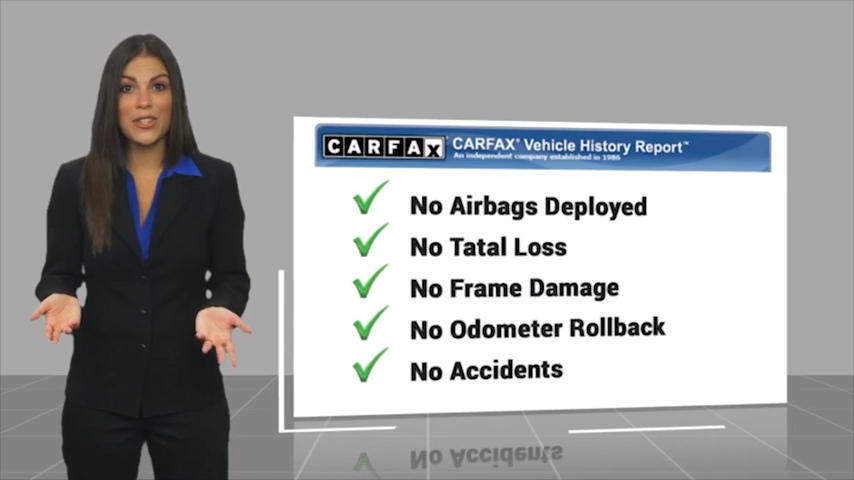 CARFAX CARFAX® Vehicle History Report™
An independent company established in 1986
No Airbags Deployed
No Tatal Loss
No Frame Damage
No Odometer Rollback
No Accidents
No Accidents